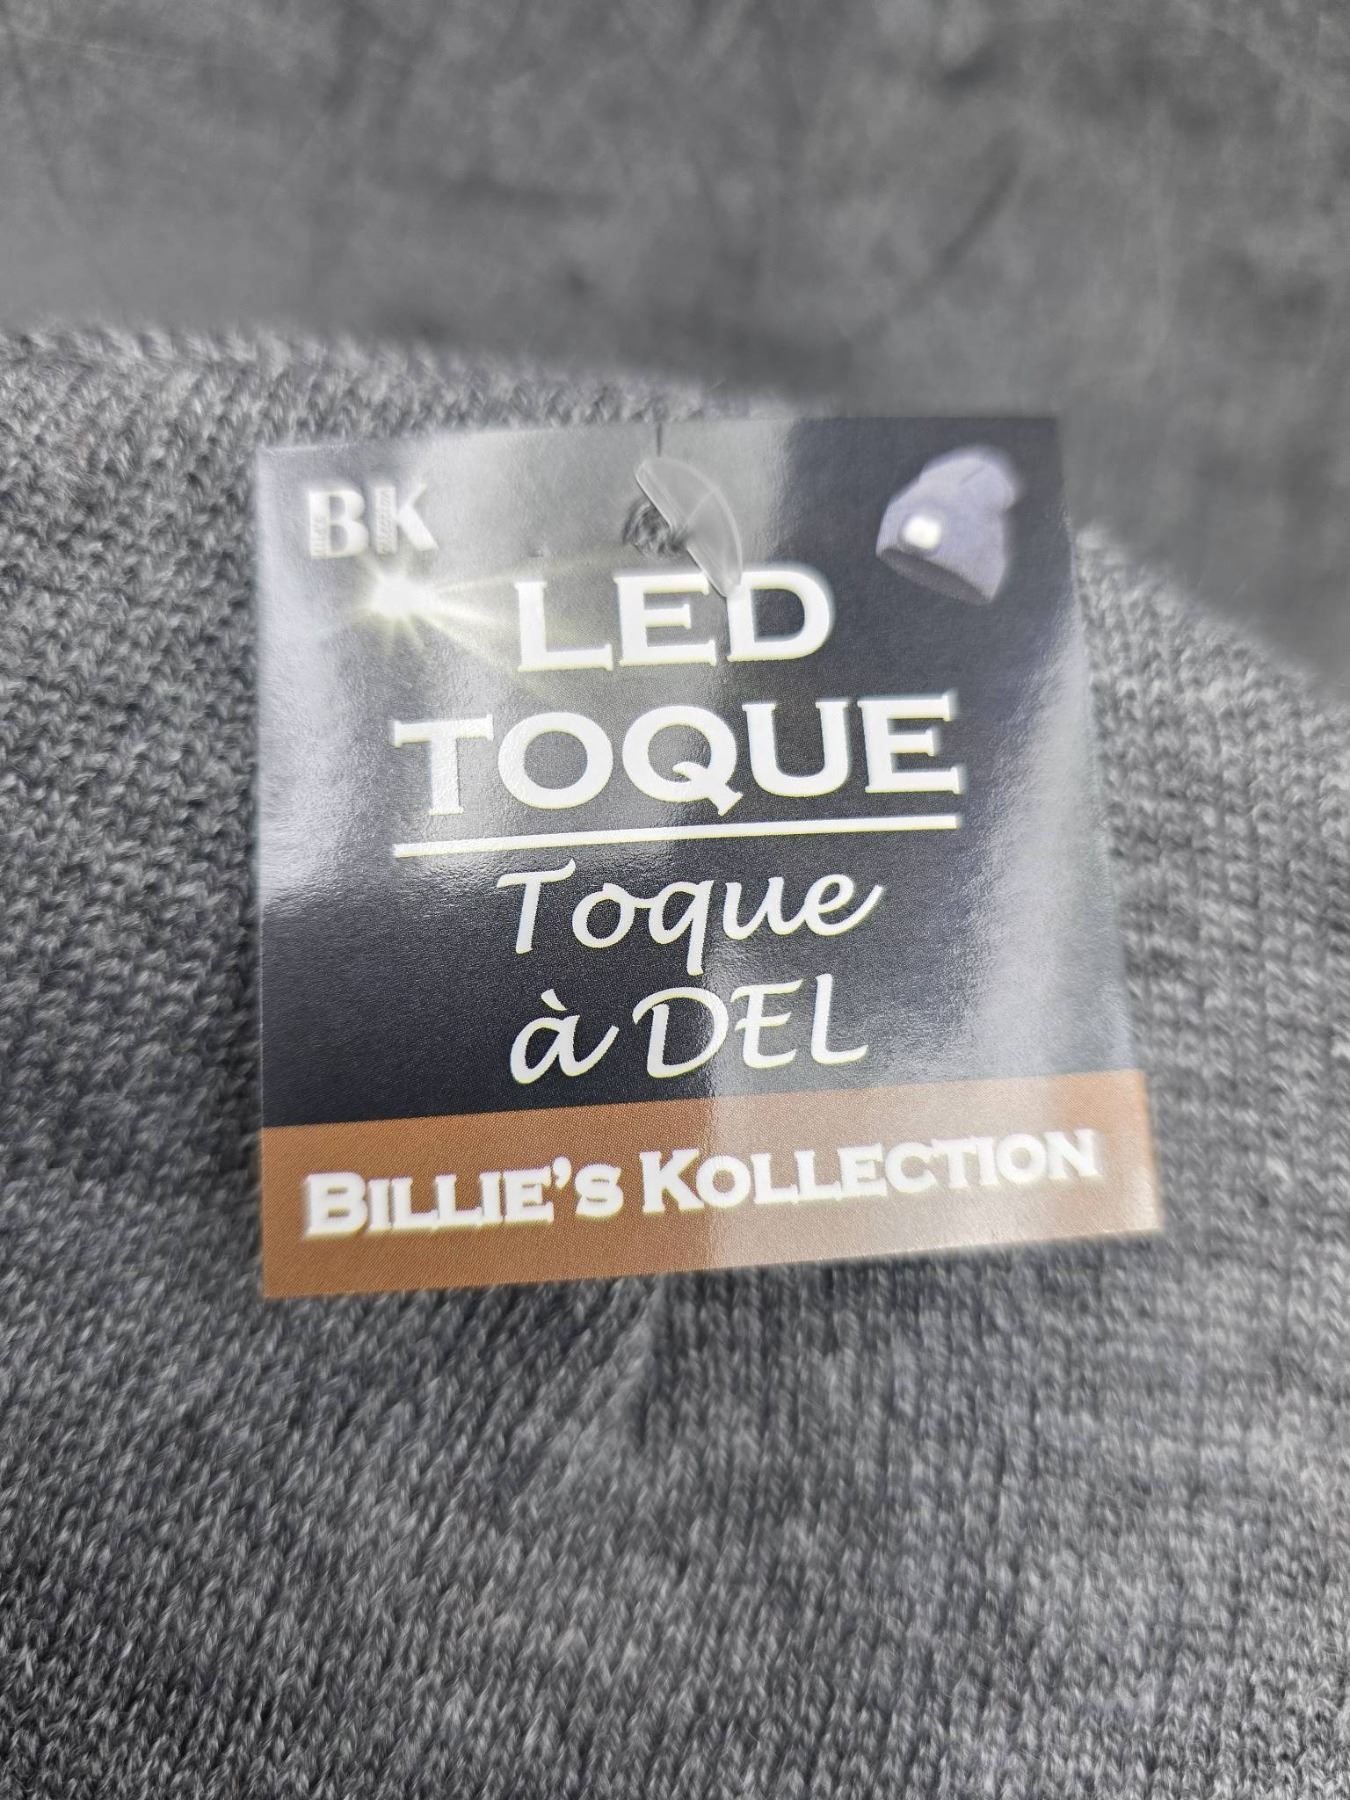 BK
LED
TOQUE
Toque
à DEL
BILLIE'S KOLLECTION